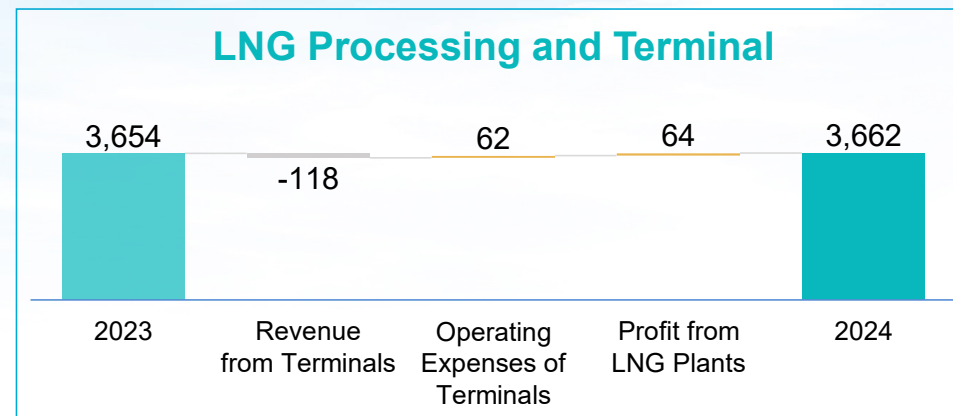 LNG Processing and Terminal
3,654
-118
62
64
3,662
2023
Revenue
from Terminals
Operating
Expenses of
Terminals
Profit from
LNG Plants
2024